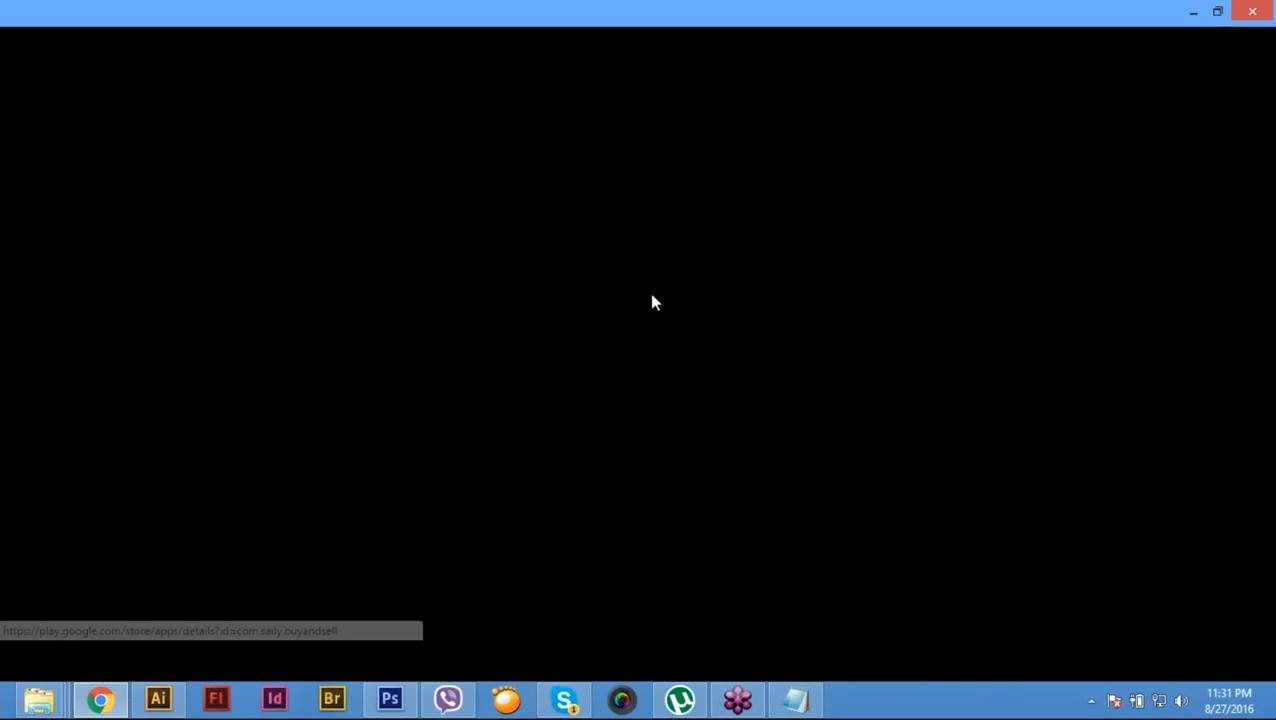 https://play.google.com/store/apps/details?id=com.saily.buyandsell
Ai
Fl
Id
Br
Ps
11:31 PM
8/27/2016